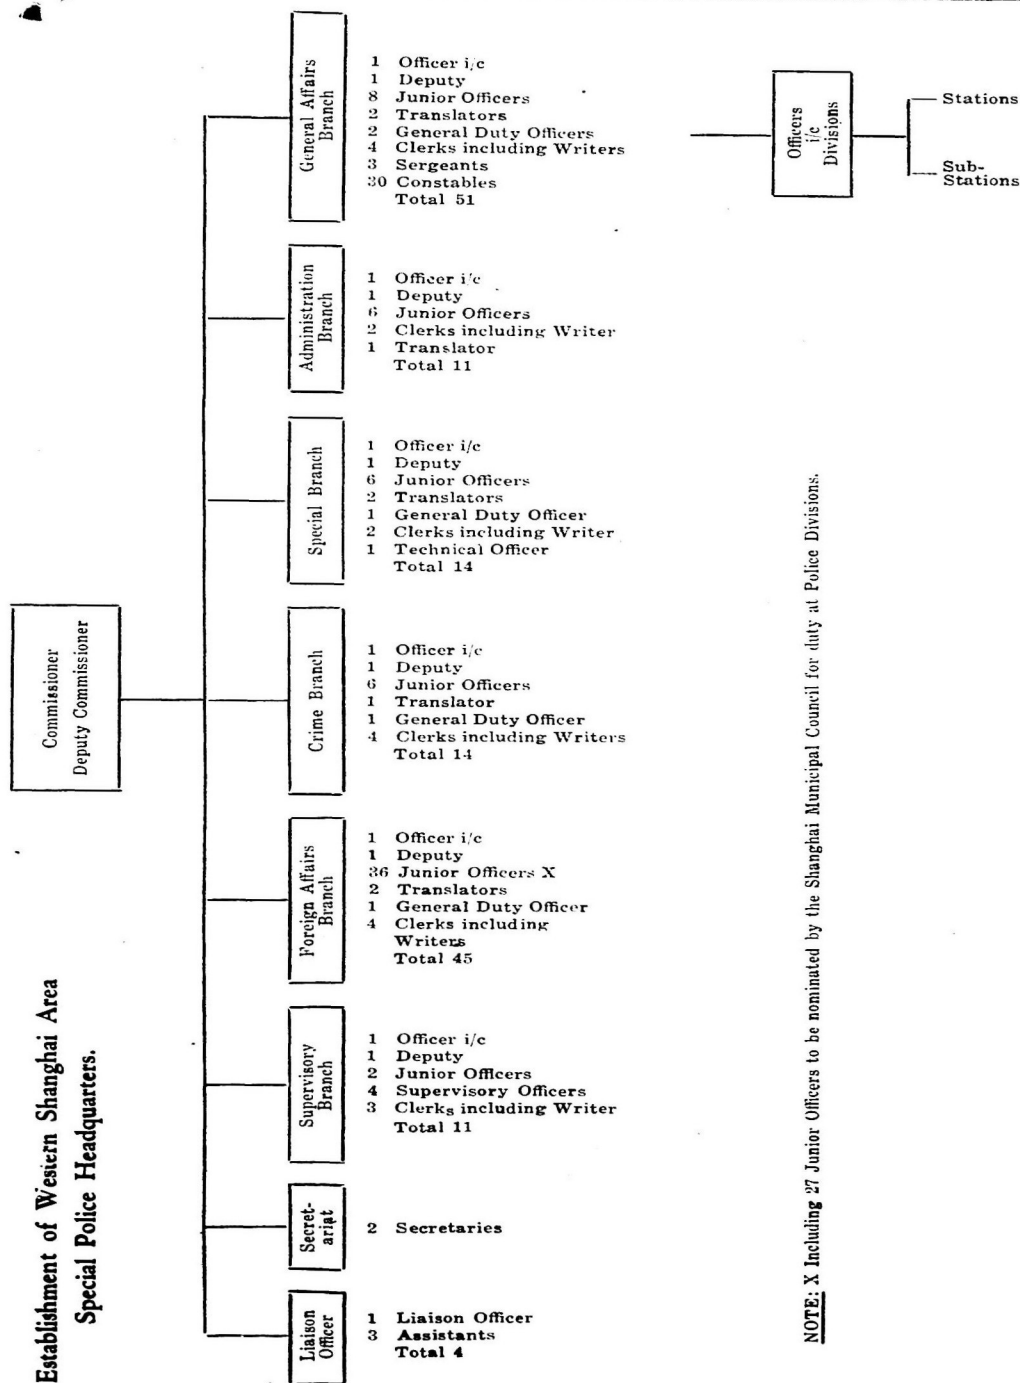 Establishment of Western Shanghai Area
Special Police Headquarters.
Commissioner
Deputy Commissioner
Liaison
Officer
1 Liaison Officer
3 Assistants
Total 4
Secret-
ariat
2 Secretaries
Supervisory
Branch
1 Officer i/c
1 Deputy
2 Junior Officers
4 Supervisory Officers
3 Clerks including Writer
Total 11
Foreign Affairs
Branch
1 Officer i/c
1 Deputy
36 Junior Officers X
2 Translators
1 General Duty Officer
4 Clerks including
Writers
Total 45
Crime Branch
1 Officer i/c
1 Deputy
6 Junior Officers
1 Translator
1 General Duty Officer
4 Clerks including Writers
Total 14
Special Branch
1 Officer i/c
1 Deputy
6 Junior Officers
2 Translators
1 General Duty Officer
2 Clerks including Writer
1 Technical Officer
Total 14
Administration
Branch
1 Officer i/c
1 Deputy
6 Junior Officers
2 Clerks including Writer
1 Translator
Total 11
General Affairs
Branch
1 Officer i/c
1 Deputy
8 Junior Officers
2 Translators
2 General Duty Officers
4 Clerks including Writers
3 Sergeants
30 Constables
Total 51
Officers
i/c
Divisions
Stations
Sub-
Stations
NOTE: X Including 27 Junior Officers to be nominated by the Shanghai Municipal Council for duty at Police Divisions.